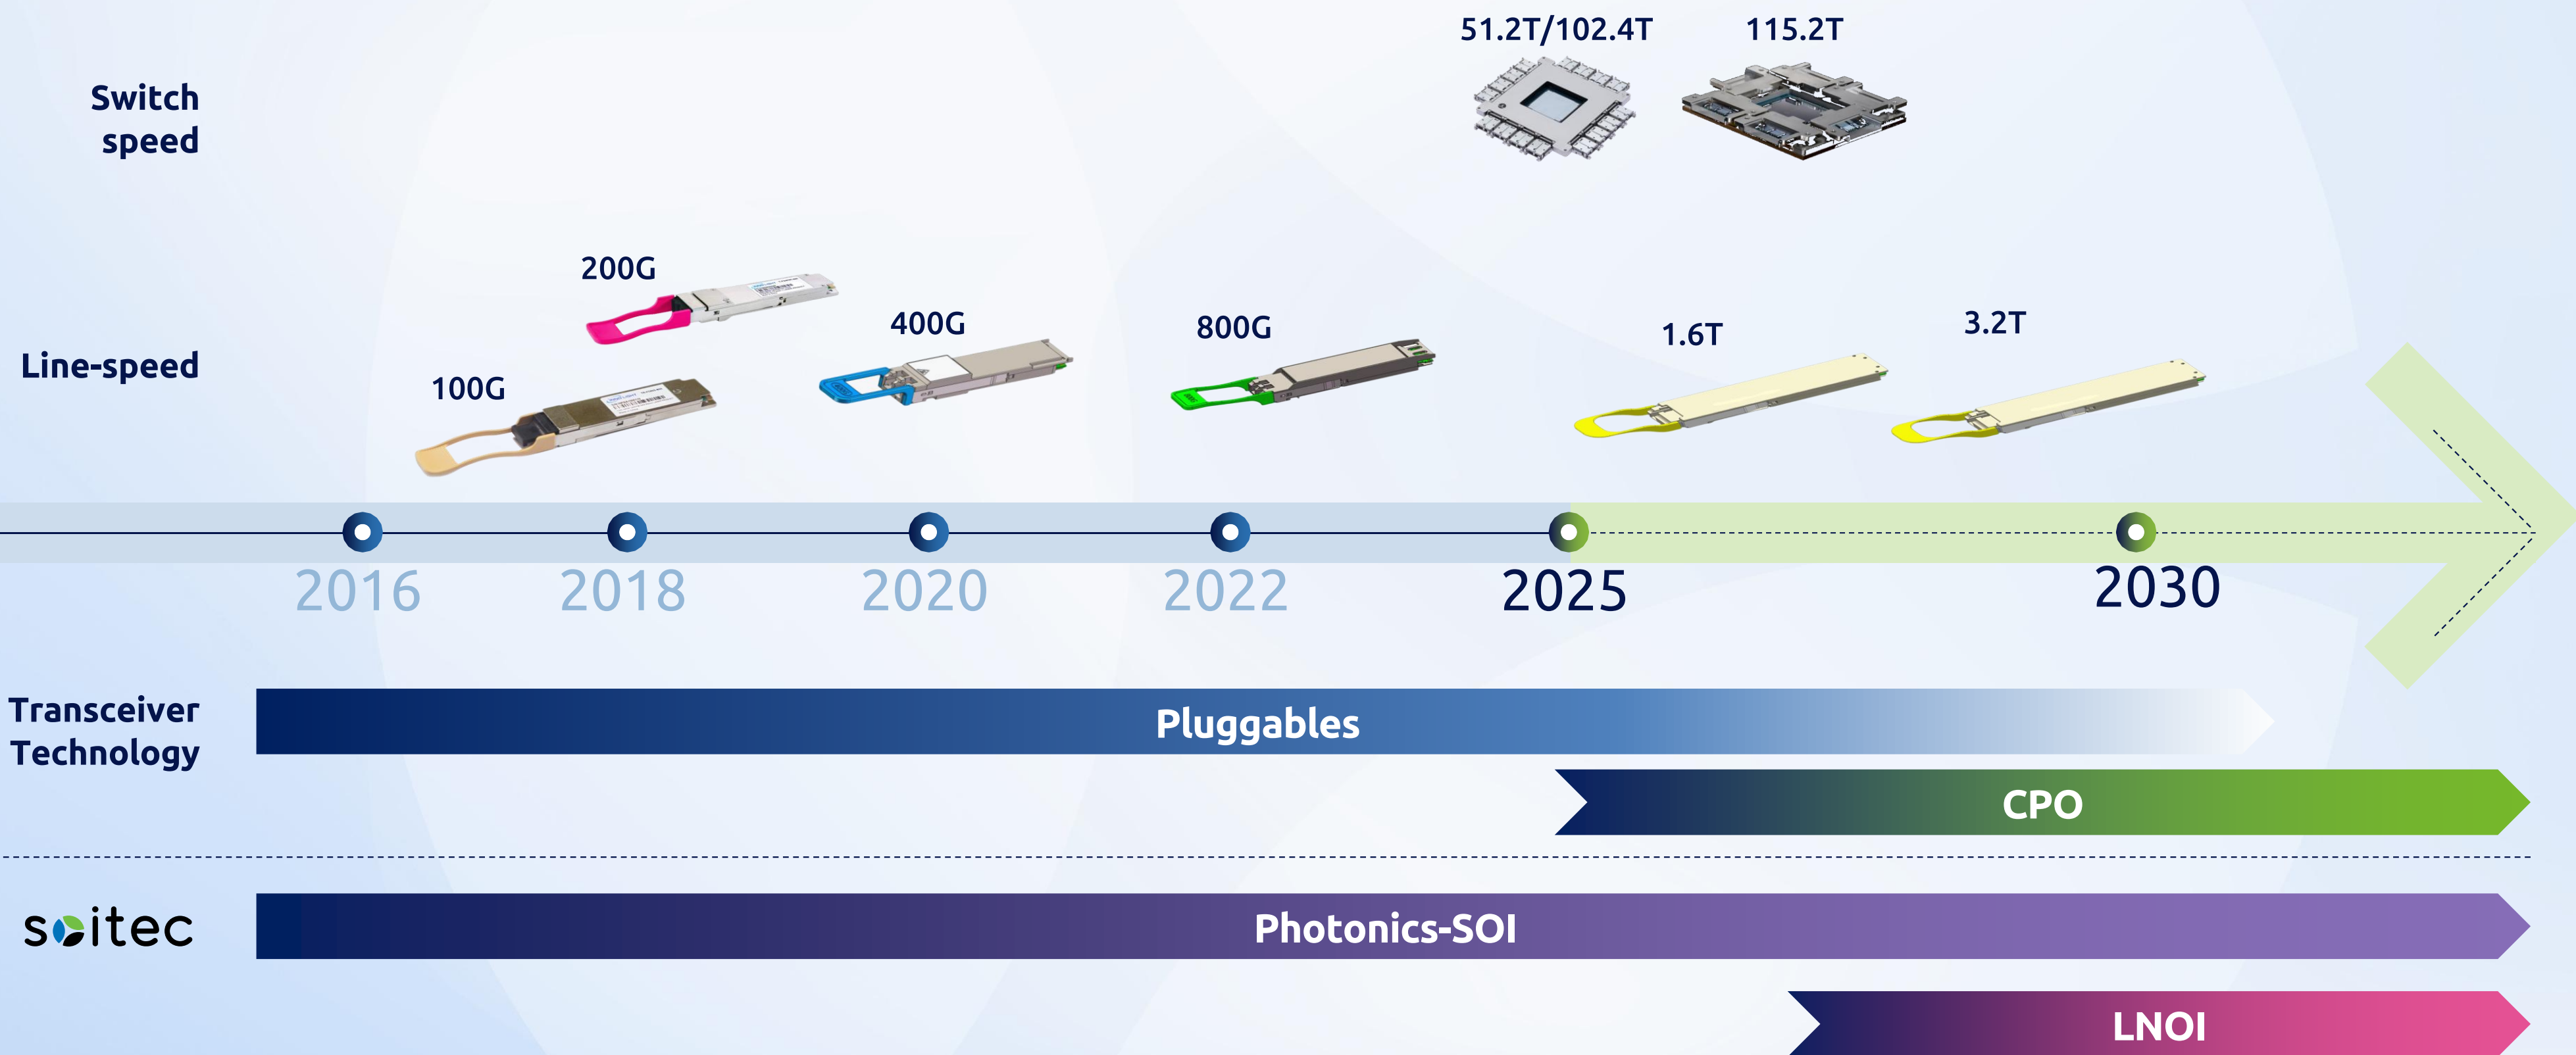 51.2T/102.4T
115.2T
Switch
speed
200G
400G
800G
1.6T
3.2T
Line-speed
100G
2016
2018
2020
2022
2025
2030
Transceiver
Technology
Pluggables
CPO
soitec
Photonics-SOI
LNOI